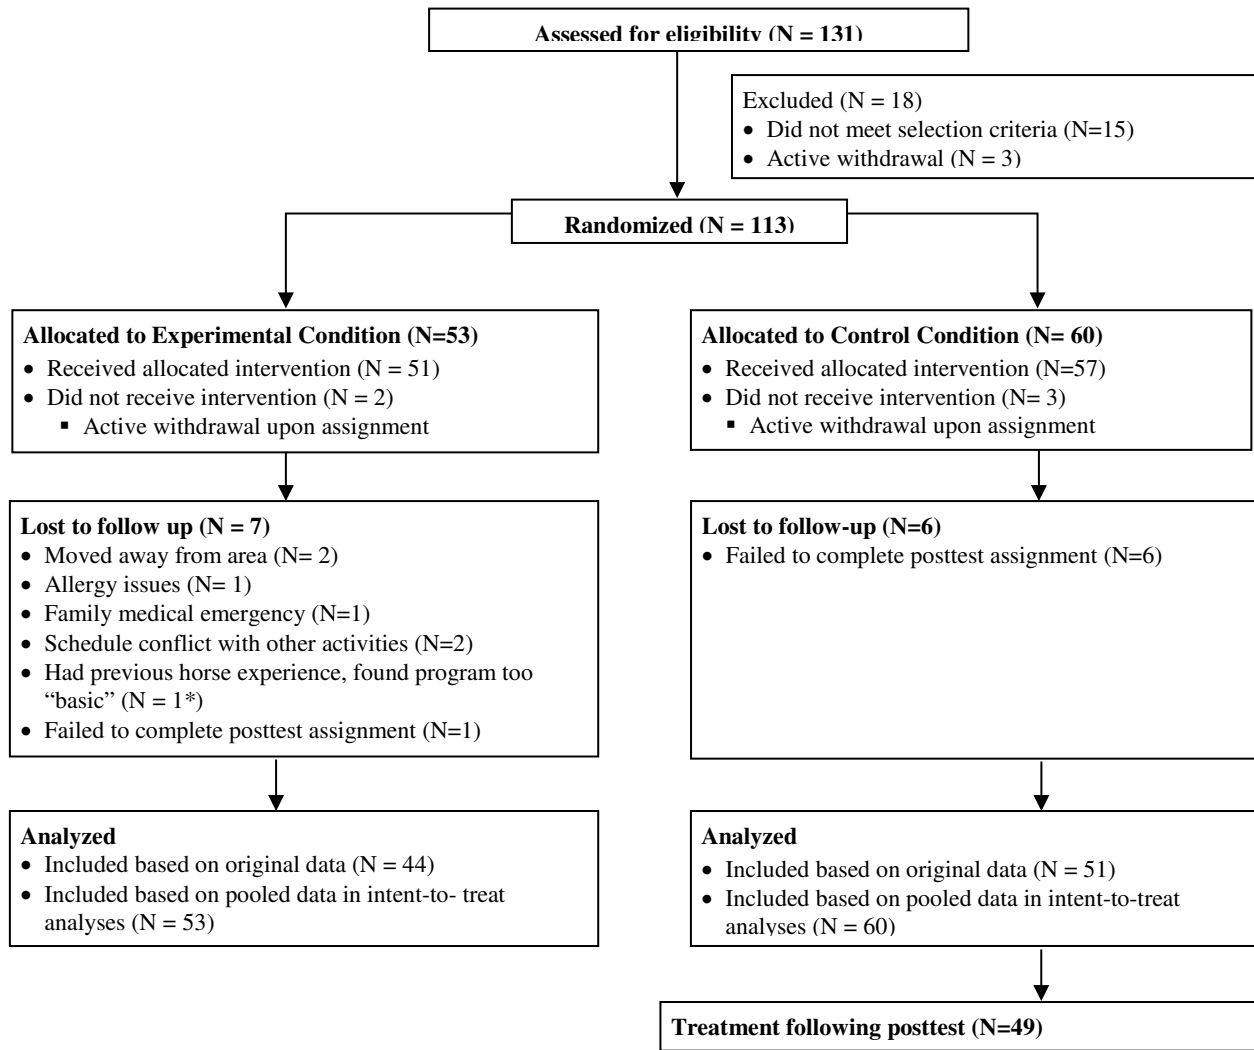 Assessed for eligibility (N = 131)
Excluded (N = 18)
• Did not meet selection criteria (N=15)
• Active withdrawal (N = 3)
Randomized (N = 113)
Allocated to Experimental Condition (N=53)
• Received allocated intervention (N = 51)
• Did not receive intervention (N = 2)
▪ Active withdrawal upon assignment
Allocated to Control Condition (N= 60)
• Received allocated intervention (N=57)
• Did not receive intervention (N= 3)
▪ Active withdrawal upon assignment
Lost to follow up (N = 7)
• Moved away from area (N= 2)
• Allergy issues (N= 1)
• Family medical emergency (N=1)
• Schedule conflict with other activities (N=2)
• Had previous horse experience, found program too
“basic” (N = 1*)
• Failed to complete posttest assignment (N=1)
Lost to follow-up (N=6)
• Failed to complete posttest assignment (N=6)
Analyzed
• Included based on original data (N = 44)
• Included based on pooled data in intent-to- treat
analyses (N = 53)
Analyzed
• Included based on original data (N = 51)
• Included based on pooled data in intent-to-treat
analyses (N = 60)
Treatment following posttest (N=49)